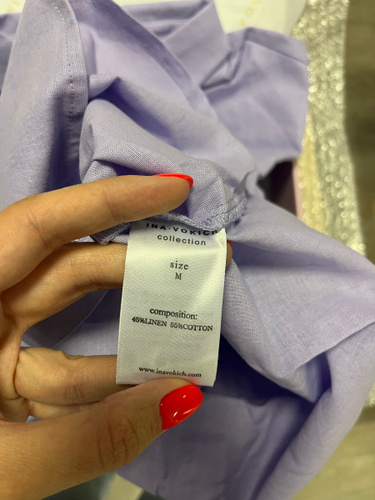 INA VOKICH
collection
size
M
composition:
45%LINEN 55%COTTON
www.inavokich.com